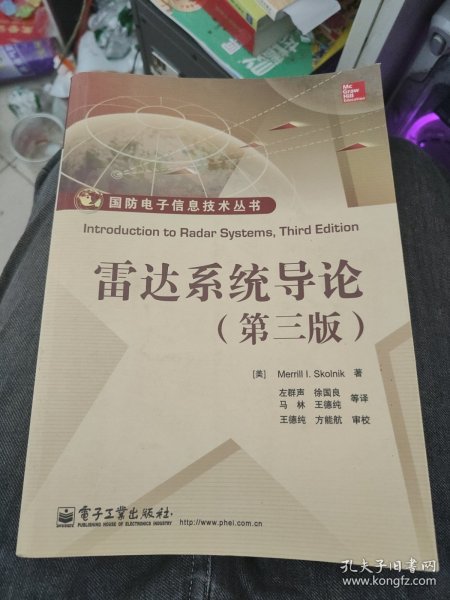 Mc
Graw
Hill
Education
国防电子信息技术丛书
Introduction to Radar Systems, Third Edition
雷达系统导论
（第三版）
[美] Merrill I. Skolnik 著
左群声 徐国良
马林 王德纯 等译
王德纯 方能航 审校
電子工業出版社
PUBLISHING HOUSE OF ELECTRONICS INDUSTRY
http://www.phei.com.cn
孔夫子旧书网
www.kongfz.com